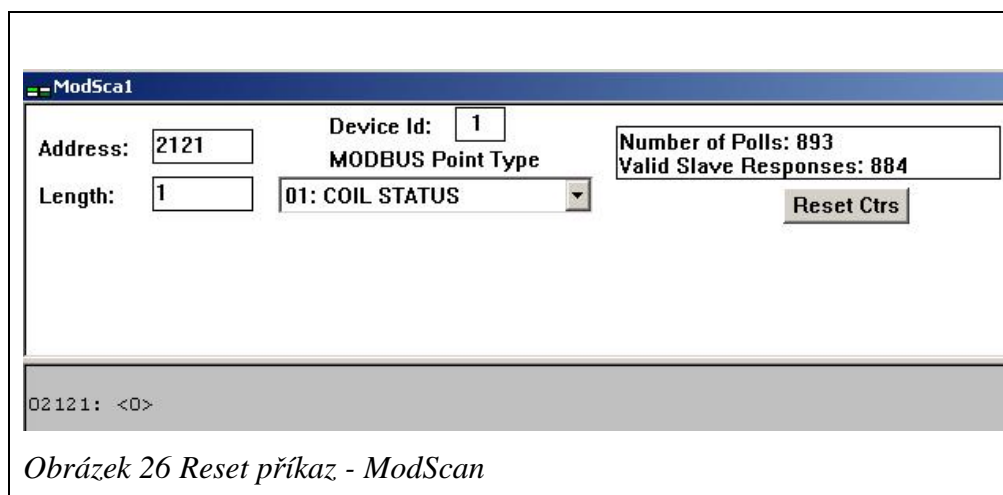 ModSca1
Address: 2121
Device Id: 1
MODBUS Point Type
Number of Polls: 893
Valid Slave Responses: 884
Length: 1
01: COIL STATUS
Reset Ctrs
02121: <0>
Obrázek 26 Reset příkaz - ModScan